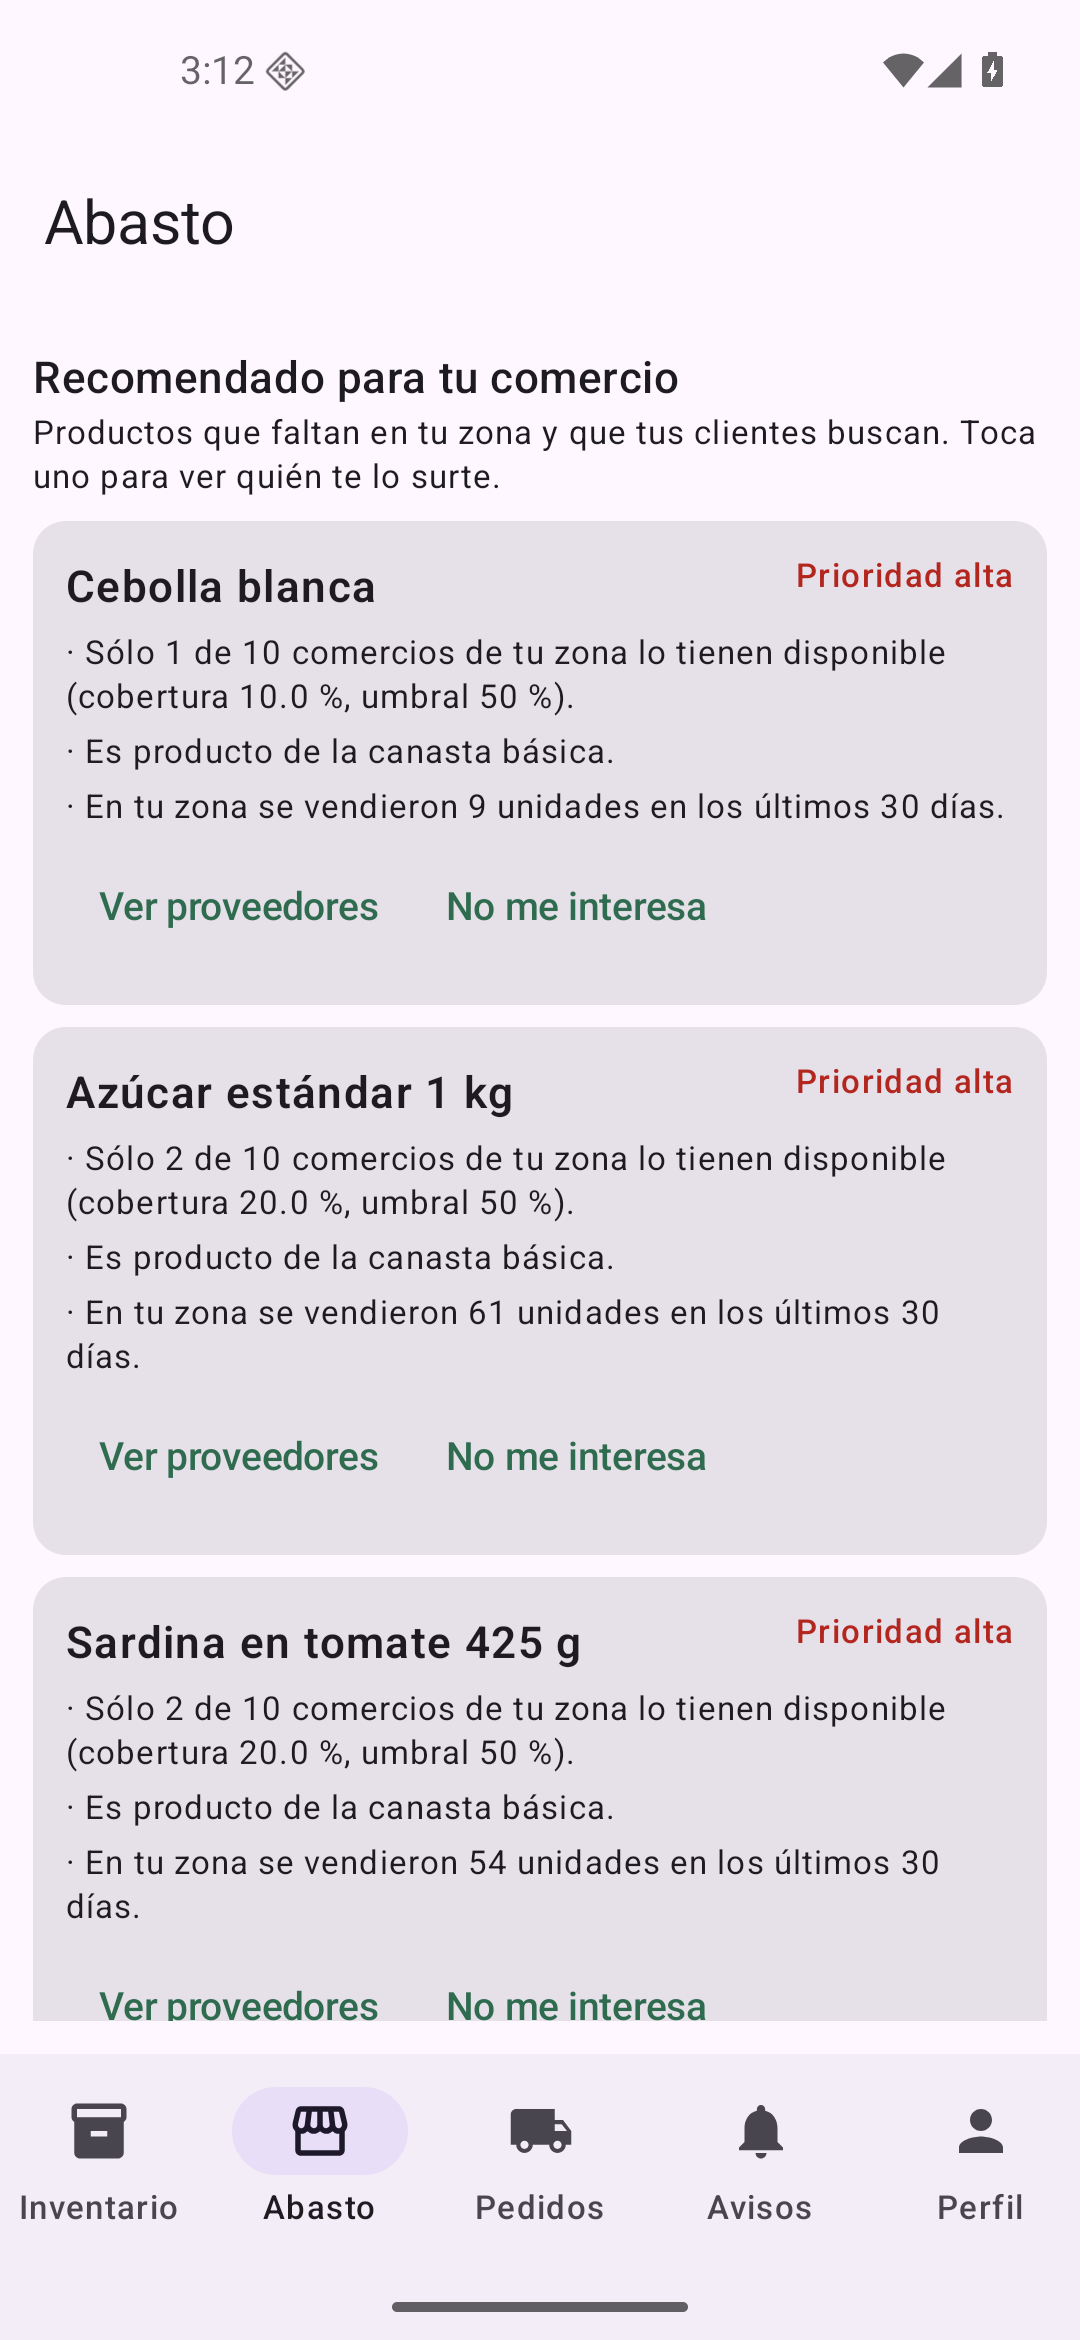 3:12
Abasto
Recomendado para tu comercio
Productos que faltan en tu zona y que tus clientes buscan. Toca
uno para ver quién te lo surte.
Cebolla blanca
Prioridad alta
· Sólo 1 de 10 comercios de tu zona lo tienen disponible
(cobertura 10.0 %, umbral 50 %).
· Es producto de la canasta básica.
· En tu zona se vendieron 9 unidades en los últimos 30 días.
Ver proveedores No me interesa
Azúcar estándar 1 kg
Prioridad alta
· Sólo 2 de 10 comercios de tu zona lo tienen disponible
(cobertura 20.0 %, umbral 50 %).
· Es producto de la canasta básica.
· En tu zona se vendieron 61 unidades en los últimos 30
días.
Ver proveedores No me interesa
Sardina en tomate 425 g
Prioridad alta
· Sólo 2 de 10 comercios de tu zona lo tienen disponible
(cobertura 20.0 %, umbral 50 %).
· Es producto de la canasta básica.
· En tu zona se vendieron 54 unidades en los últimos 30
días.
Ver proveedores No me interesa
Inventario Abasto Pedidos Avisos Perfil